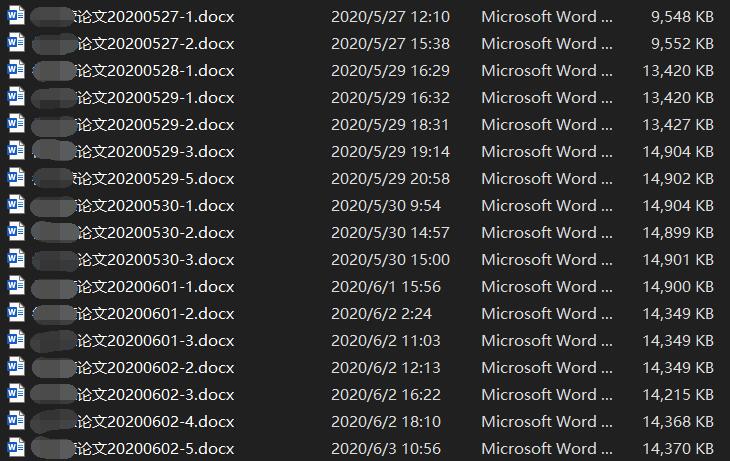 论文20200527-1.docx 2020/5/27 12:10 Microsoft Word ... 9,548 KB
论文20200527-2.docx 2020/5/27 15:38 Microsoft Word ... 9,552 KB
论文20200528-1.docx 2020/5/29 16:29 Microsoft Word ... 13,420 KB
论文20200529-1.docx 2020/5/29 16:32 Microsoft Word ... 13,420 KB
论文20200529-2.docx 2020/5/29 18:31 Microsoft Word ... 13,427 KB
论文20200529-3.docx 2020/5/29 19:14 Microsoft Word ... 14,904 KB
论文20200529-5.docx 2020/5/29 20:58 Microsoft Word ... 14,902 KB
论文20200530-1.docx 2020/5/30 9:54 Microsoft Word ... 14,904 KB
论文20200530-2.docx 2020/5/30 14:57 Microsoft Word ... 14,899 KB
论文20200530-3.docx 2020/5/30 15:00 Microsoft Word ... 14,901 KB
论文20200601-1.docx 2020/6/1 15:56 Microsoft Word ... 14,900 KB
论文20200601-2.docx 2020/6/2 2:24 Microsoft Word ... 14,349 KB
论文20200601-3.docx 2020/6/2 11:03 Microsoft Word ... 14,349 KB
论文20200602-2.docx 2020/6/2 12:13 Microsoft Word ... 14,349 KB
论文20200602-3.docx 2020/6/2 16:22 Microsoft Word ... 14,215 KB
论文20200602-4.docx 2020/6/2 18:10 Microsoft Word ... 14,368 KB
论文20200602-5.docx 2020/6/3 10:56 Microsoft Word ... 14,370 KB